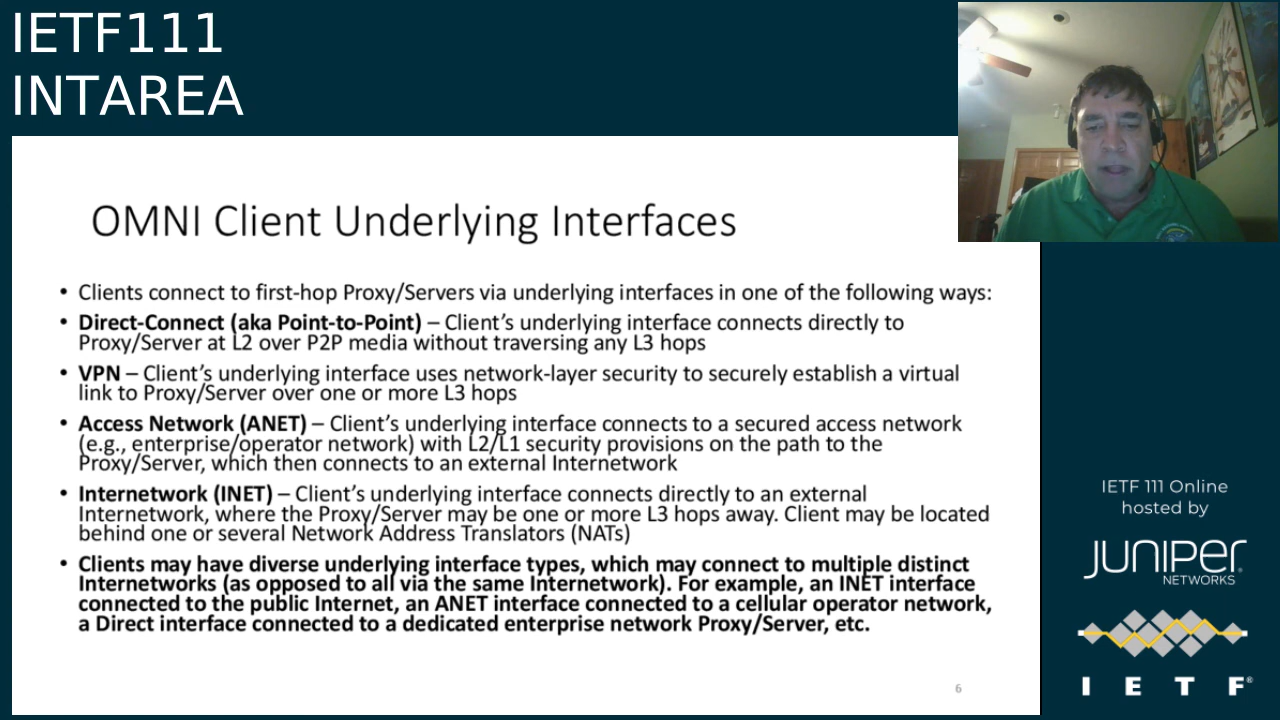 IETF111
INTAREA
OMNI Client Underlying Interfaces
• Clients connect to first-hop Proxy/Servers via underlying interfaces in one of the following ways:
• Direct-Connect (aka Point-to-Point) – Client's underlying interface connects directly to
Proxy/Server at L2 over P2P media without traversing any L3 hops
• VPN – Client's underlying interface uses network-layer security to securely establish a virtual
link to Proxy/Server over one or more L3 hops
• Access Network (ANET) – Client's underlying interface connects to a secured access network
(e.g., enterprise/operator network) with L2/L1 security provisions on the path to the
Proxy/Server, which then connects to an external Internetwork
• Internetwork (INET) – Client's underlying interface connects directly to an external
Internetwork, where the Proxy/Server may be one or more L3 hops away. Client may be located
behind one or several Network Address Translators (NATs)
• Clients may have diverse underlying interface types, which may connect to multiple distinct
Internetworks (as opposed to all via the same Internetwork). For example, an INET interface
connected to the public Internet, an ANET interface connected to a cellular operator network,
a Direct interface connected to a dedicated enterprise network Proxy/Server, etc.
6
IETF 111 Online
hosted by
JUNIPER
NETWORKS
I E T F®